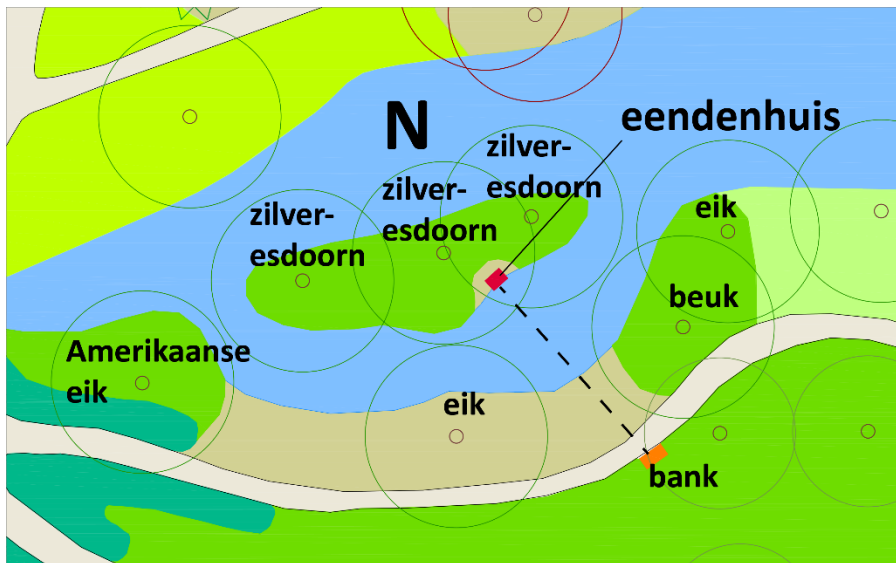 N
eendenhuis
zilver-
esdoorn
zilver-
esdoorn
zilver-
esdoorn
eik
beuk
Amerikaanse
eik
eik
bank